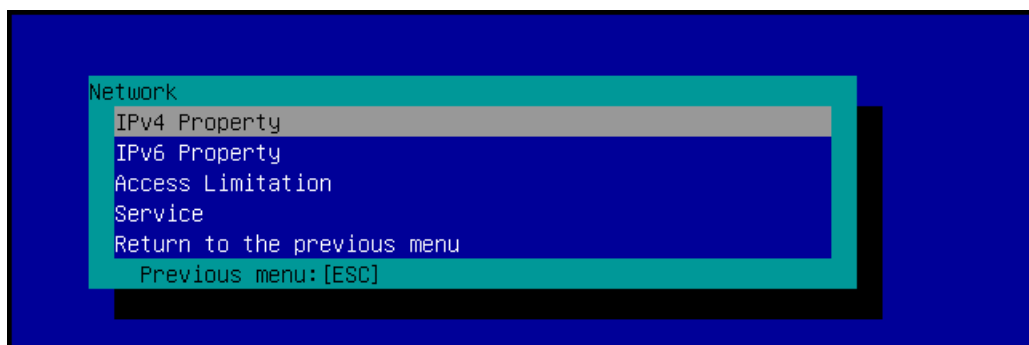 Network
IPv4 Property
IPv6 Property
Access Limitation
Service
Return to the previous menu
Previous menu:[ESC]